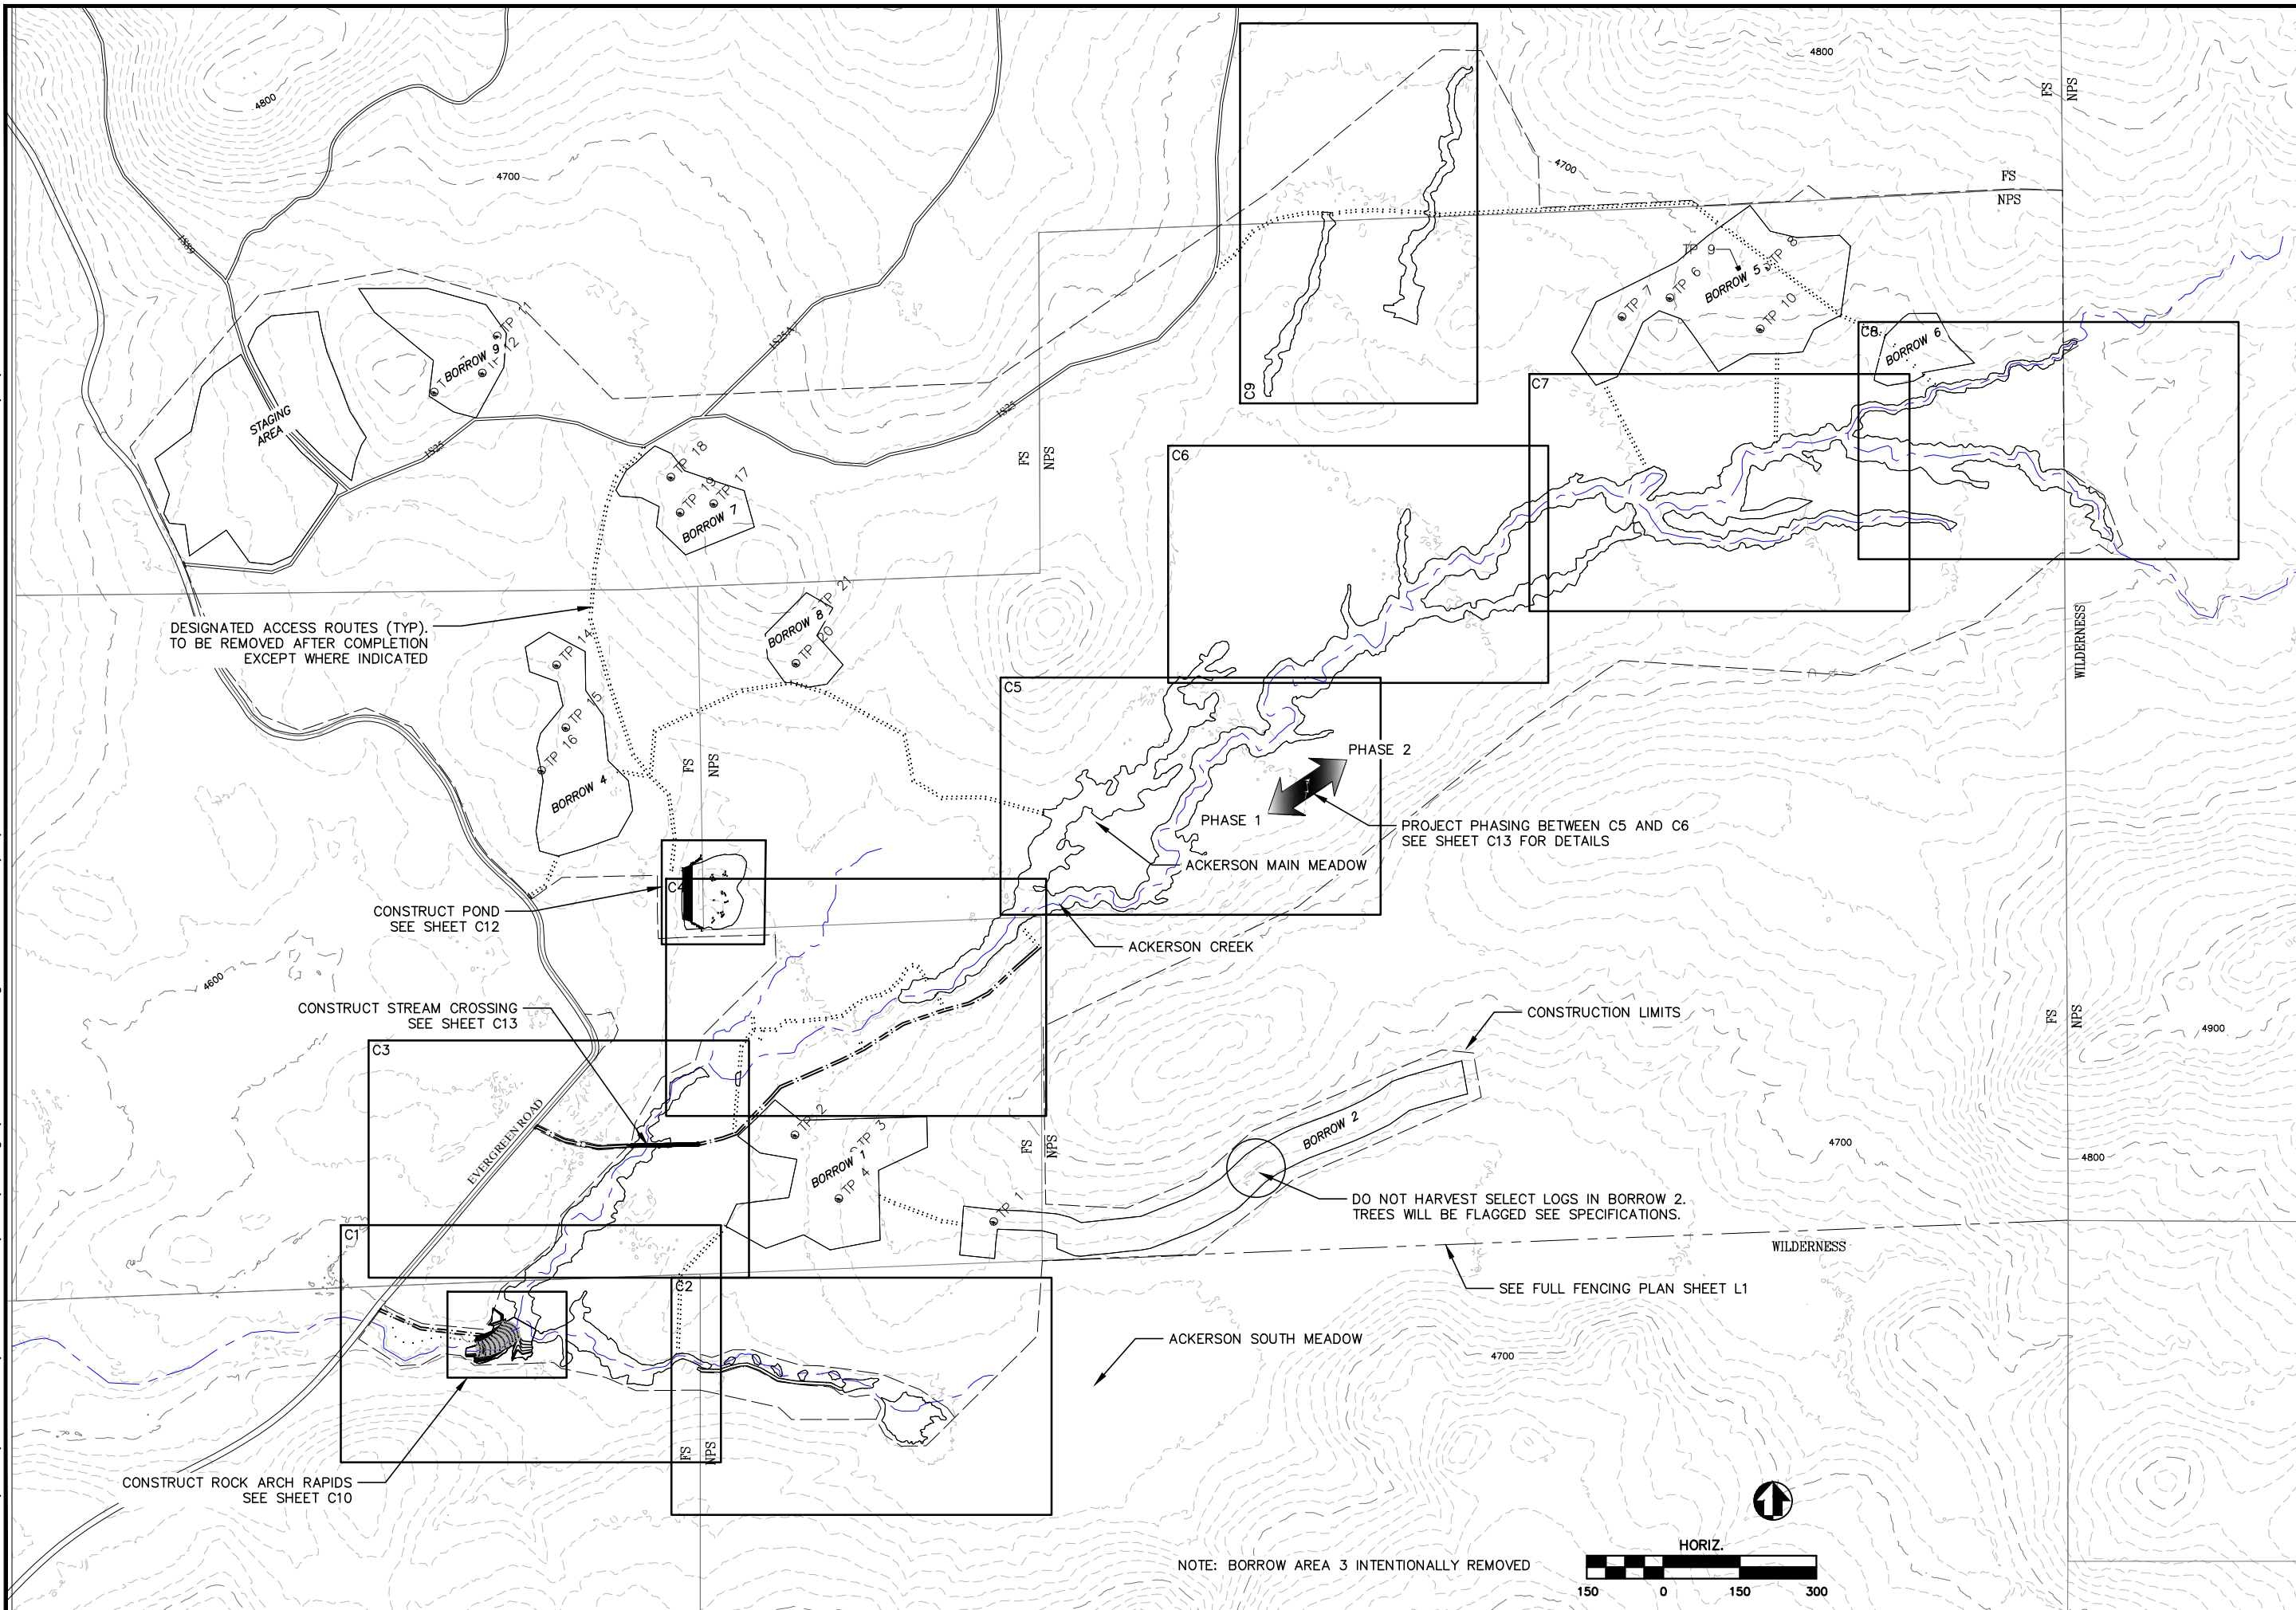 4800
4800
FS
NPS
4700
4700
FS
NPS
1S69
TP 9
TP 8
TP 6
BORROW 5
TP 7
TP 10
TP 11
BORROW 9
1S25A
C8
BORROW 6
C9
C7
STAGING
AREA
1S25
1S25
FS
NPS
C6
TP 18
TP 19
TP 17
BORROW 7
DESIGNATED ACCESS ROUTES (TYP).
TO BE REMOVED AFTER COMPLETION
EXCEPT WHERE INDICATED
TP 21
BORROW 8
TP 20
TP 14
WILDERNESS
C5
TP 15
TP 16
BORROW 4
FS
NPS
PHASE 2
PHASE 1
PROJECT PHASING BETWEEN C5 AND C6
SEE SHEET C13 FOR DETAILS
ACKERSON MAIN MEADOW
C4
CONSTRUCT POND
SEE SHEET C12
ACKERSON CREEK
4600
CONSTRUCT STREAM CROSSING
SEE SHEET C13
CONSTRUCTION LIMITS
FS
NPS
4900
C3
EVERGREEN ROAD
TP 2
TP 3
BORROW 1
TP 4
FS
NPS
BORROW 2
4700
4800
TP 1
DO NOT HARVEST SELECT LOGS IN BORROW 2.
TREES WILL BE FLAGGED SEE SPECIFICATIONS.
C1
WILDERNESS
C2
SEE FULL FENCING PLAN SHEET L1
ACKERSON SOUTH MEADOW
4700
FS
NPS
CONSTRUCT ROCK ARCH RAPIDS
SEE SHEET C10
NOTE: BORROW AREA 3 INTENTIONALLY REMOVED
HORIZ.
150 0 150 300